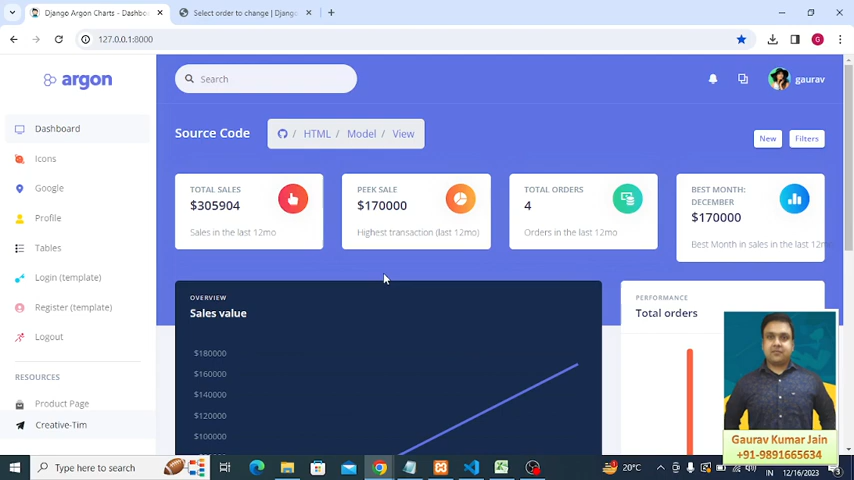 Django Argon Charts - Dashbo
Select order to change | Djang
127.0.0.1:8000
G
argon
Search
gaurav
Dashboard
Icons
Google
Profile
Tables
Login (template)
Register (template)
Logout
RESOURCES
Product Page
Creative-Tim
Source Code
/ HTML / Model / View
New
Filters
TOTAL SALES
$305904
Sales in the last 12mo
PEEK SALE
$170000
Highest transaction (last 12mo)
TOTAL ORDERS
4
Orders in the last 12mo
BEST MONTH:
DECEMBER
$170000
Best Month in sales in the last 12m
OVERVIEW
Sales value
$180000
$160000
$140000
$120000
$100000
PERFORMANCE
Total orders
Gaurav Kumar Jain
+91-9891665634
Type here to search
20°C
IN
12/16/2023